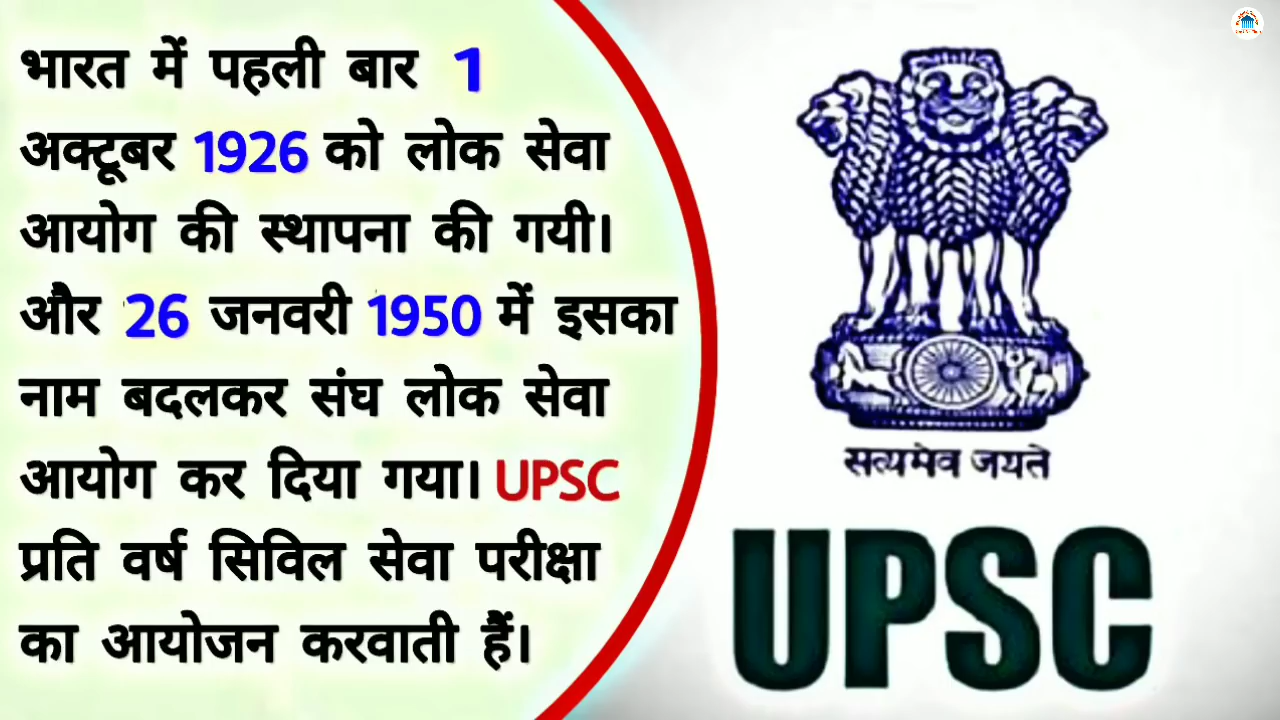 भारत में पहली बार 1
अक्टूबर 1926 को लोक सेवा
आयोग की स्थापना की गयी।
और 26 जनवरी 1950 में इसका
नाम बदलकर संघ लोक सेवा
आयोग कर दिया गया। UPSC
प्रति वर्ष सिविल सेवा परीक्षा
का आयोजन करवाती हैं।
सत्यमेव जयते
UPSC